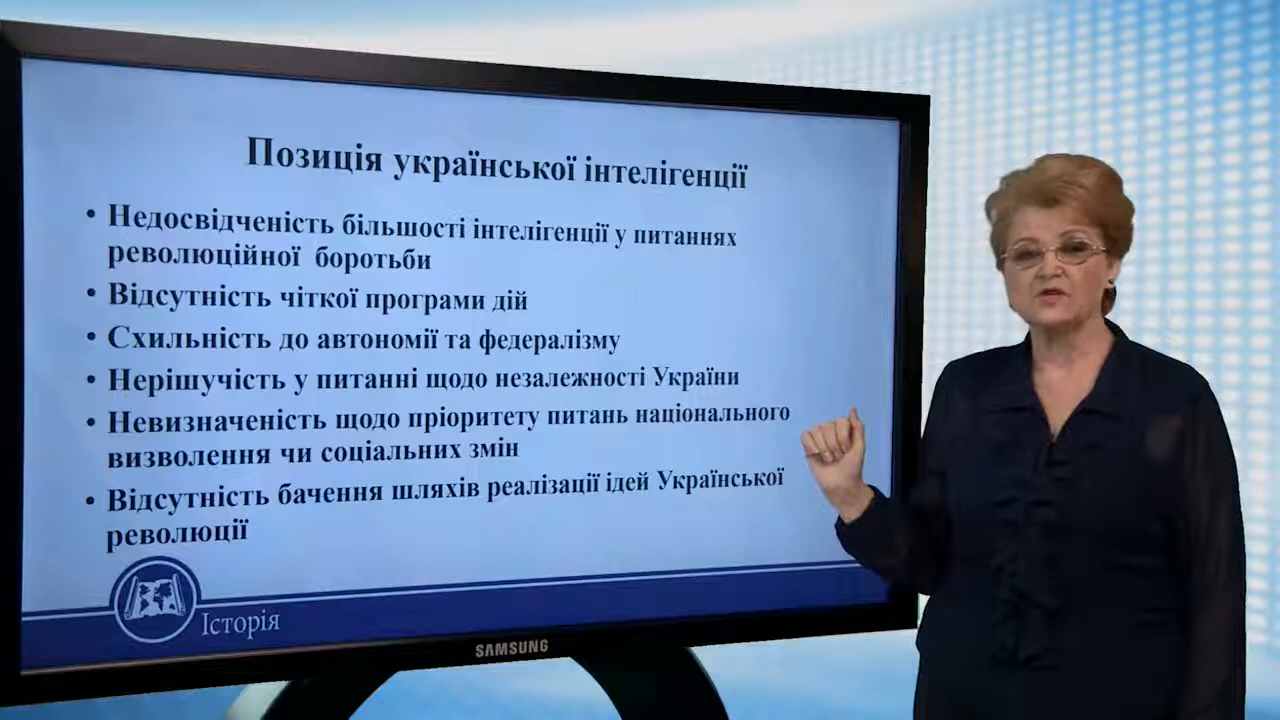 Позиція української інтелігенції
• Недосвідченість більшості інтелігенції у питаннях
революційної боротьби
• Відсутність чіткої програми дій
• Схильність до автономії та федералізму
• Нерішучість у питанні щодо незалежності України
• Невизначеність щодо пріоритету питань національного
визволення чи соціальних змін
• Відсутність бачення шляхів реалізації ідей Української
революції
Історія
SAMSUNG